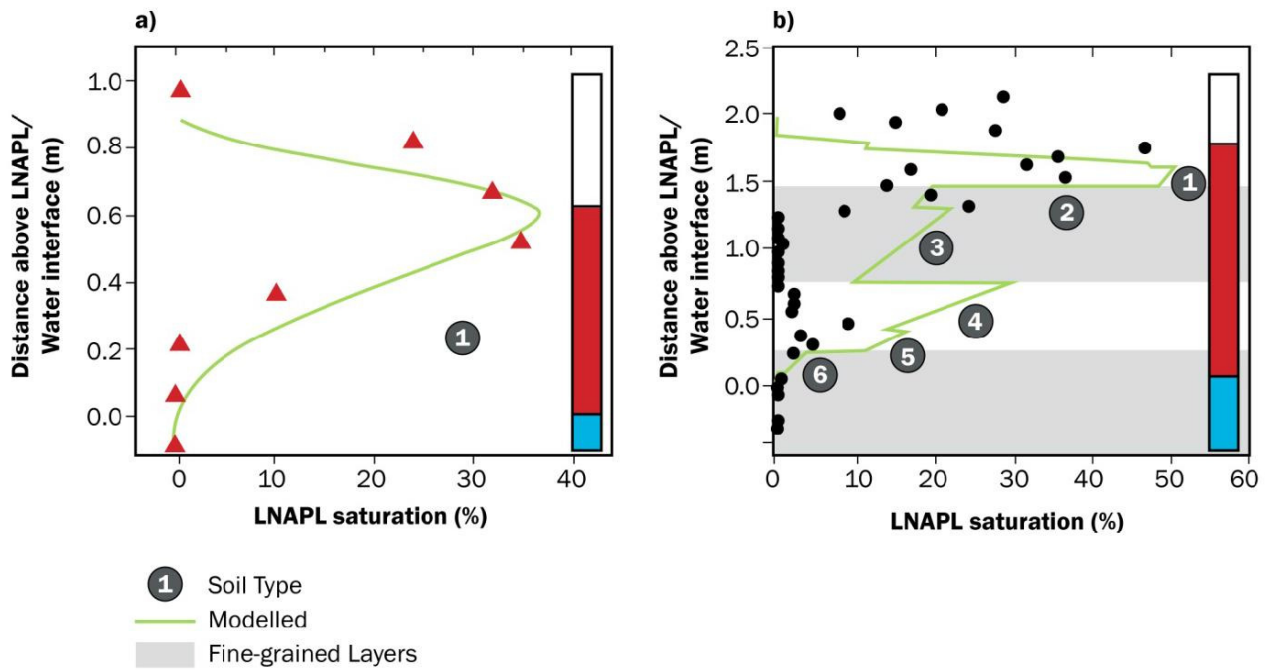 a)
Distance above LNAPL/
Water interface (m)
1.0
0.8
0.6
0.4
0.2
0.0
1
0
10
20
30
40
LNAPL saturation (%)
b)
Distance above LNAPL/
Water interface (m)
2.5
2.0
1.5
1.0
0.5
0.0
1
2
3
4
5
6
0
10
20
30
40
50
60
LNAPL saturation (%)
1 Soil Type
Modelled
Fine-grained Layers